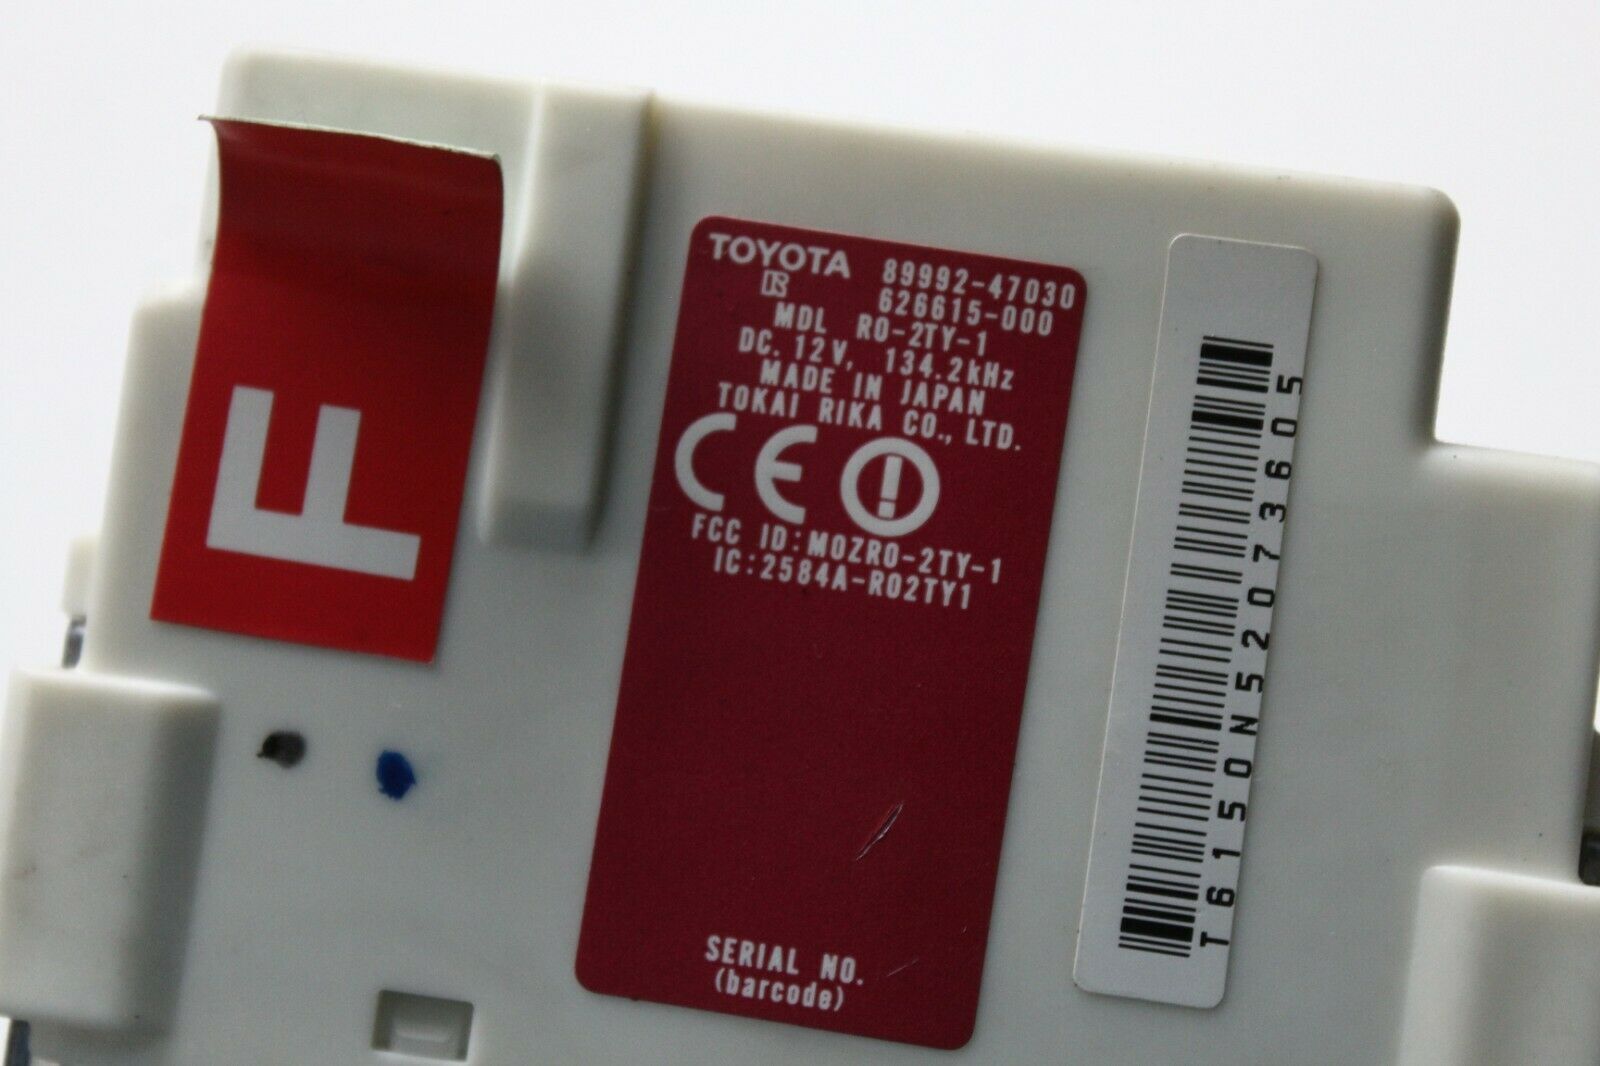 F
TOYOTA 89992-47030
626615-000
MDL RO-2TY-1
DC. 12V, 134.2kHz
MADE IN JAPAN
TOKAI RIKA CO., LTD.
CE
FCC ID:MOZRO-2TY-1
IC:2584A-RO2TY1
SERIAL NO.
(barcode)
T6150N52073605